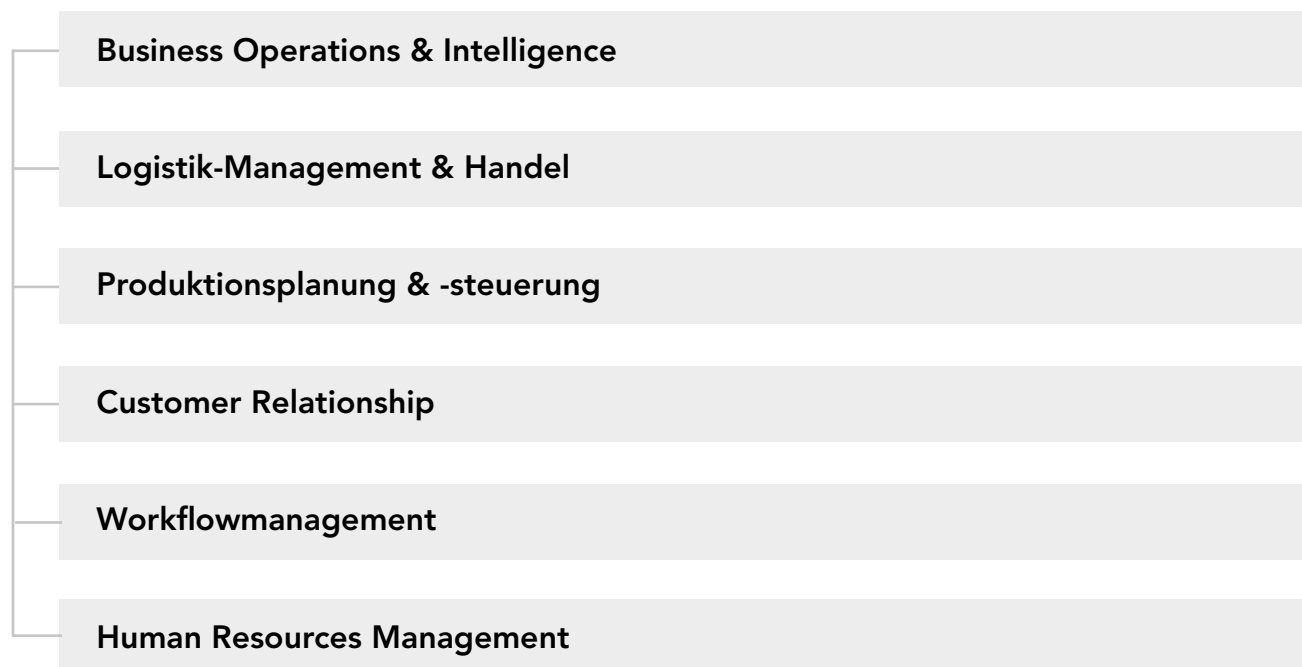 Business Operations & Intelligence
Logistik-Management & Handel
Produktionsplanung & -steuerung
Customer Relationship
Workflowmanagement
Human Resources Management